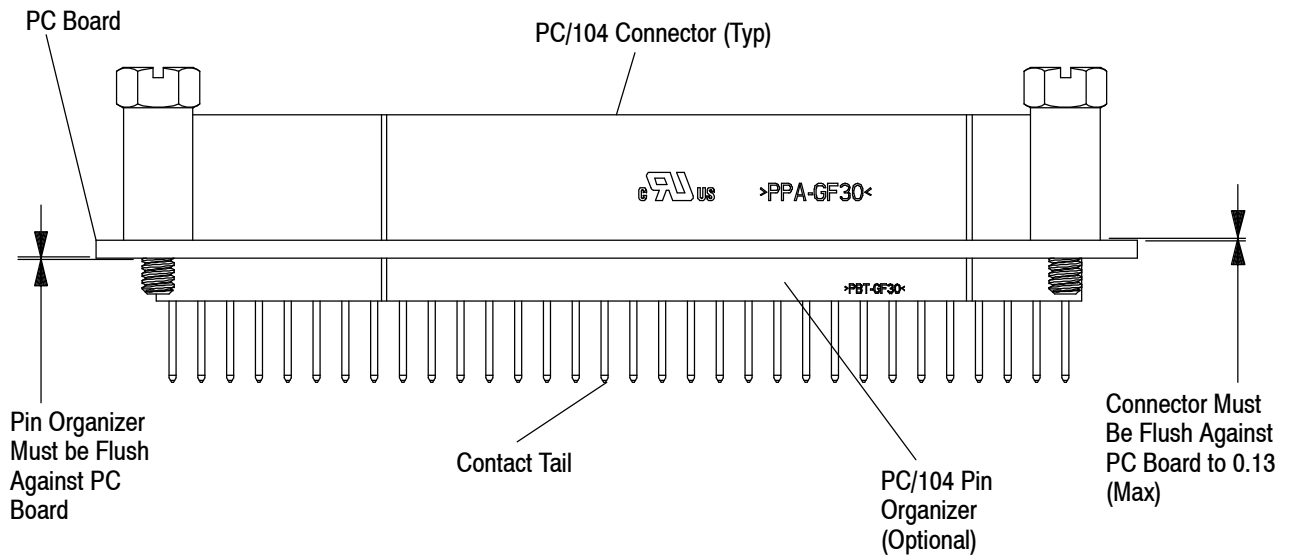 PC Board
PC/104 Connector (Typ)
c RU US
>PPA-GF30<
>PBT-GF30<
Pin Organizer
Must be Flush
Against PC
Board
Contact Tail
PC/104 Pin
Organizer
(Optional)
Connector Must
Be Flush Against
PC Board to 0.13
(Max)